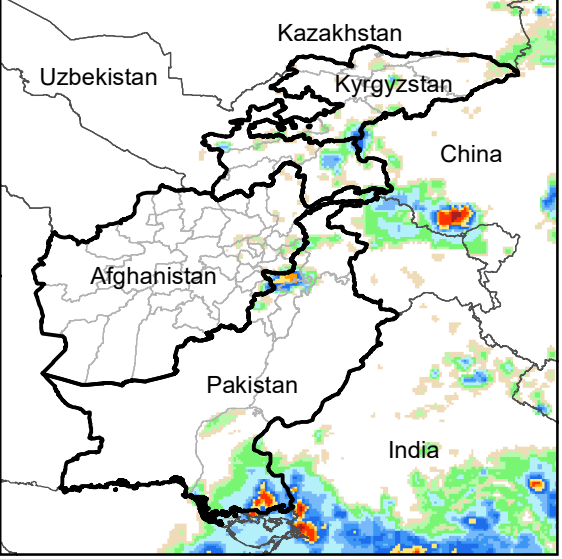 Kazakhstan
Uzbekistan
Kyrgyzstan
China
Afghanistan
Pakistan
India